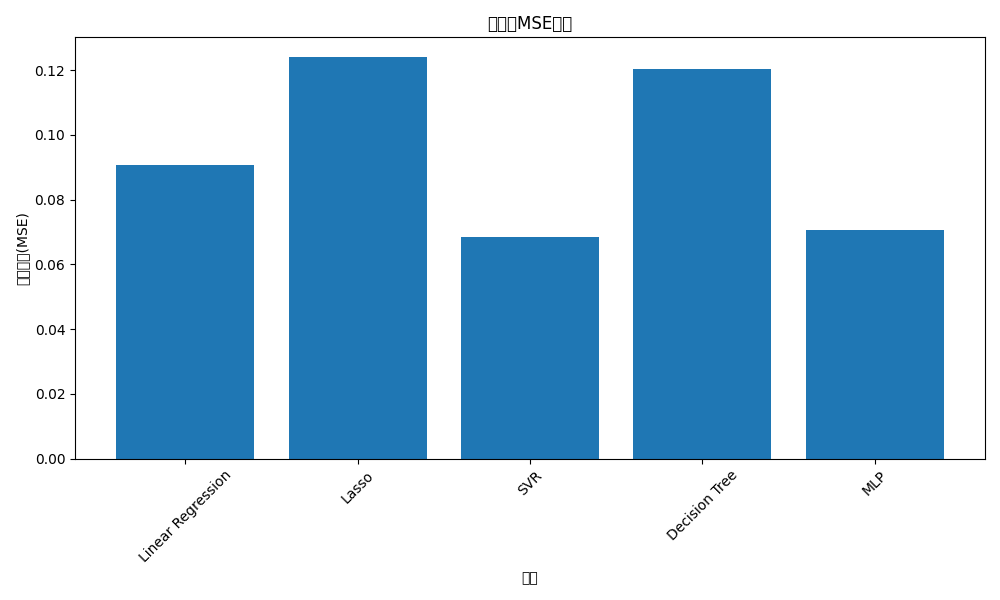 MSE
0.12
0.10
0.08
0.06
0.04
0.02
0.00
(MSE)
Linear Regression
Lasso
SVR
Decision Tree
MLP